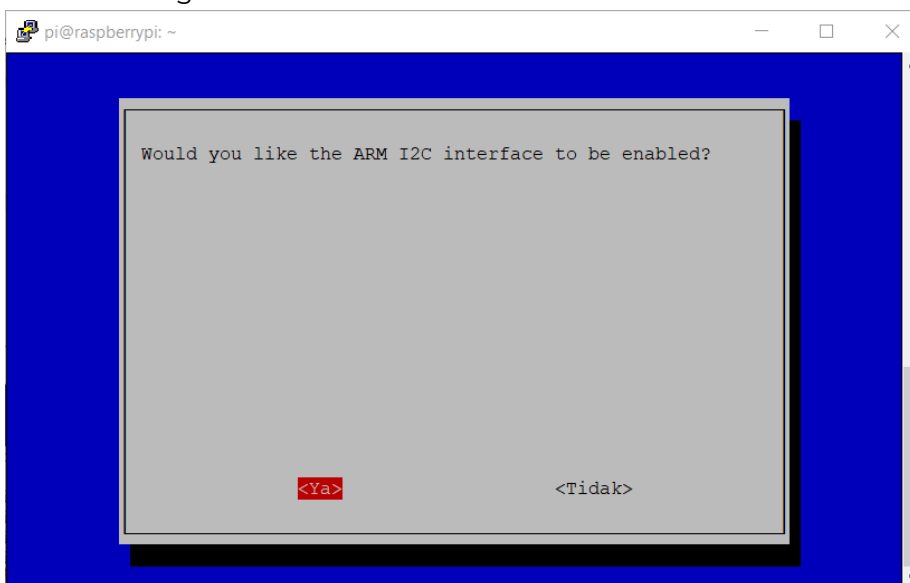 pi@raspberrypi: ~
Would you like the ARM I2C interface to be enabled?
<Ya>
<Tidak>